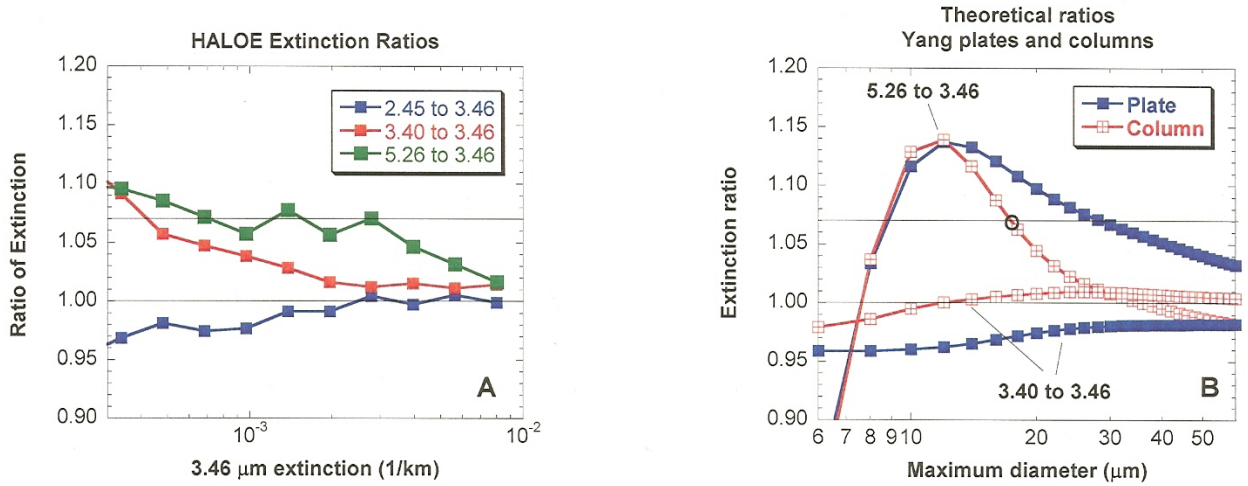 HALOE Extinction Ratios
Ratio of Extinction
1.20
1.15
1.10
1.05
1.00
0.95
0.90
2.45 to 3.46
3.40 to 3.46
5.26 to 3.46
A
10-3
10-2
3.46 μm extinction (1/km)
Theoretical ratios
Yang plates and columns
Extinction ratio
1.20
1.15
1.10
1.05
1.00
0.95
0.90
5.26 to 3.46
Plate
Column
3.40 to 3.46
B
6 7 8 910 20 30 40 50
Maximum diameter (μm)